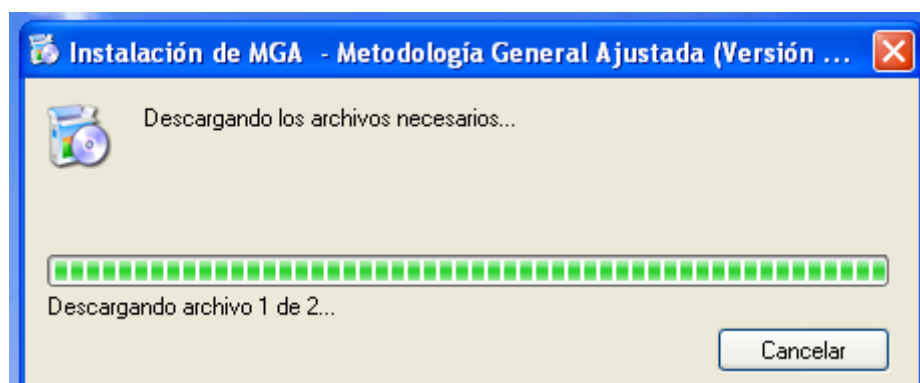 Instalación de MGA - Metodología General Ajustada (Versión ...
Descargando los archivos necesarios...
Descargando archivo 1 de 2...
Cancelar